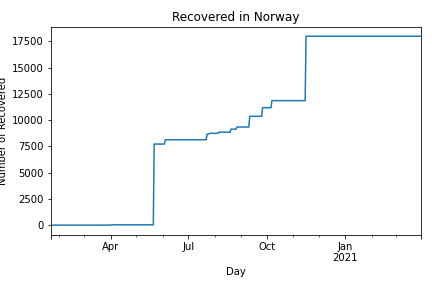 Recovered in Norway
Number of Recovered
17500
15000
12500
10000
7500
5000
2500
0
Apr
Jul
Oct
Jan
2021
Day